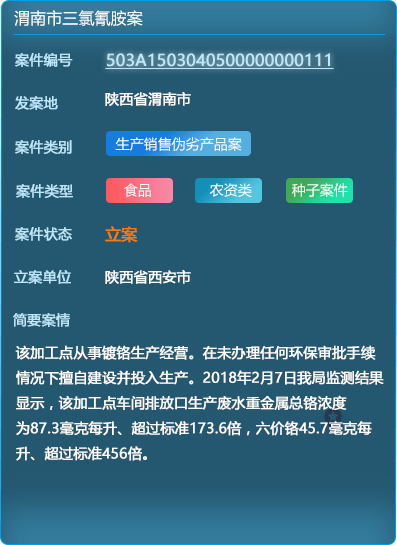 渭南市三氯氰胺案
案件编号 503A1503040500000000111
发案地 陕西省渭南市
案件类别 生产销售伪劣产品案
案件类型 食品 农资类 种子案件
案件状态 立案
立案单位 陕西省西安市
简要案情
该加工点从事镀铬生产经营。在未办理任何环保审批手续
情况下擅自建设并投入生产。2018年2月7日我局监测结果
显示，该加工点车间排放口生产废水重金属总铬浓度
为87.3毫克每升、超过标准173.6倍，六价铬45.7毫克每
升、超过标准456倍。